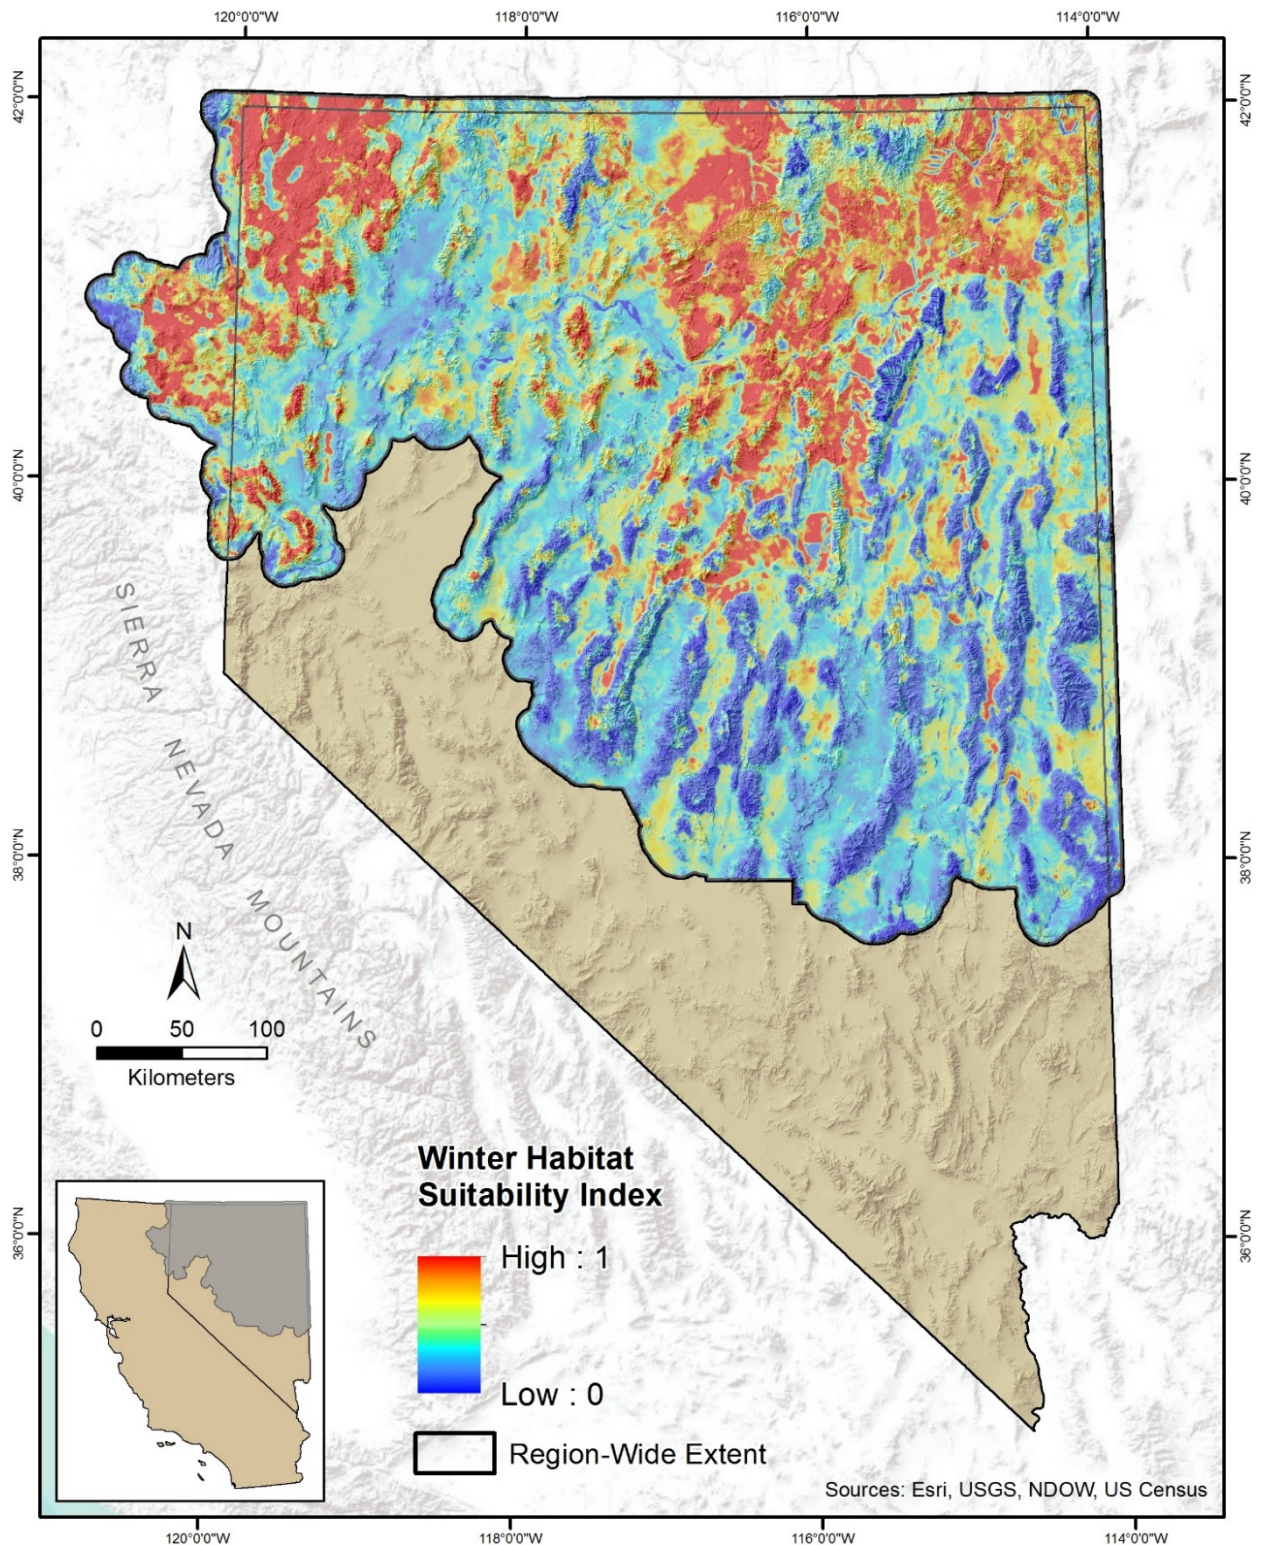 120°0'0"W
118°0'0"W
116°0'0"W
114°0'0"W
42°0'0"N
42°0'0"N
40°0'0"N
40°0'0"N
SIERRA NEVADA MOUNTAINS
38°0'0"N
38°0'0"N
N
0 50 100
Kilometers
Winter Habitat
Suitability Index
High : 1
Low : 0
Region-Wide Extent
36°0'0"N
36°0'0"N
Sources: Esri, USGS, NDOW, US Census
120°0'0"W
118°0'0"W
116°0'0"W
114°0'0"W